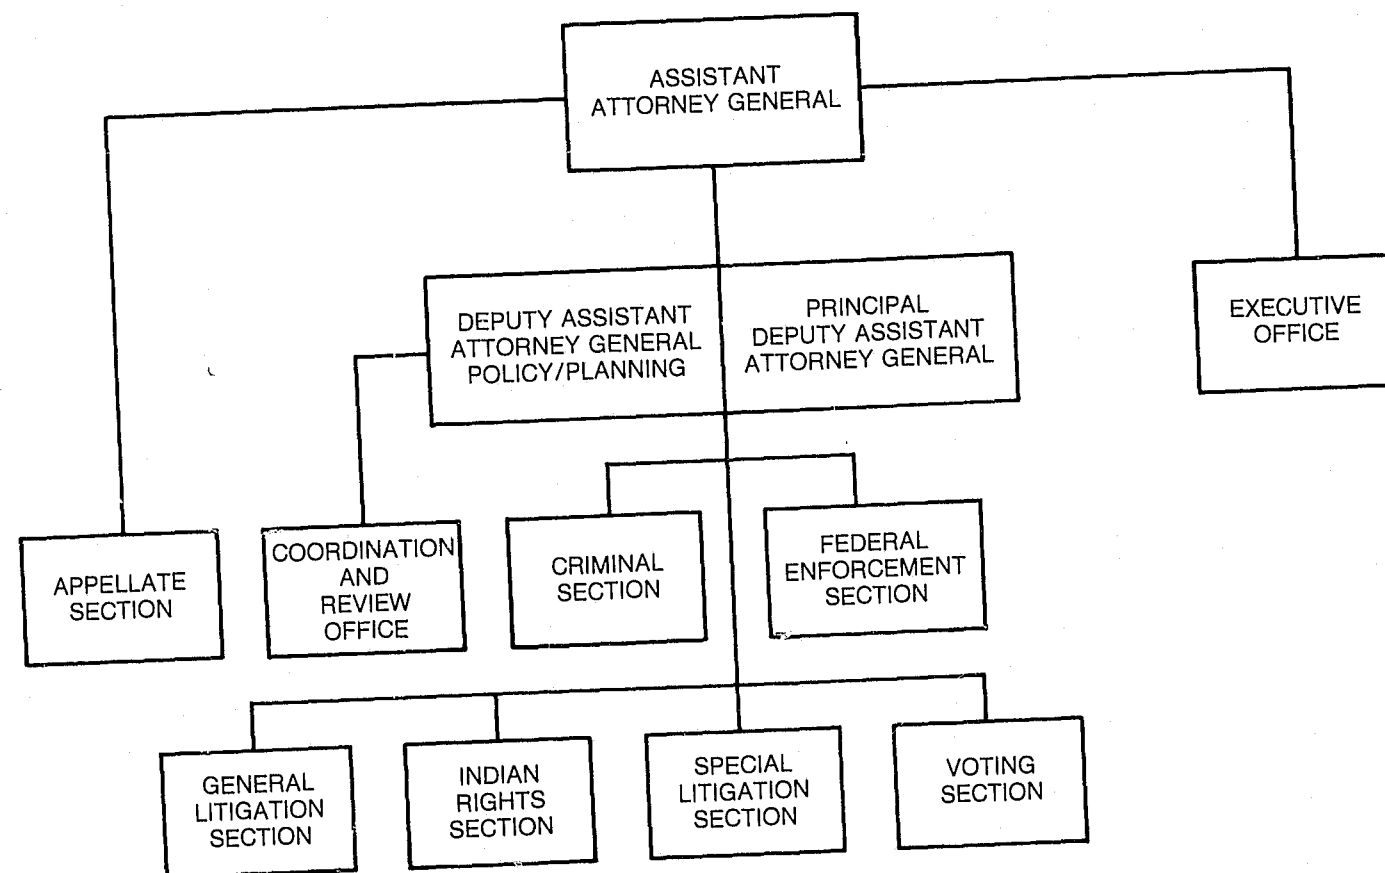 ASSISTANT
ATTORNEY GENERAL
DEPUTY ASSISTANT
ATTORNEY GENERAL
POLICY/PLANNING
PRINCIPAL
DEPUTY ASSISTANT
ATTORNEY GENERAL
EXECUTIVE
OFFICE
APPELLATE
SECTION
COORDINATION
AND
REVIEW
OFFICE
CRIMINAL
SECTION
FEDERAL
ENFORCEMENT
SECTION
GENERAL
LITIGATION
SECTION
INDIAN
RIGHTS
SECTION
SPECIAL
LITIGATION
SECTION
VOTING
SECTION